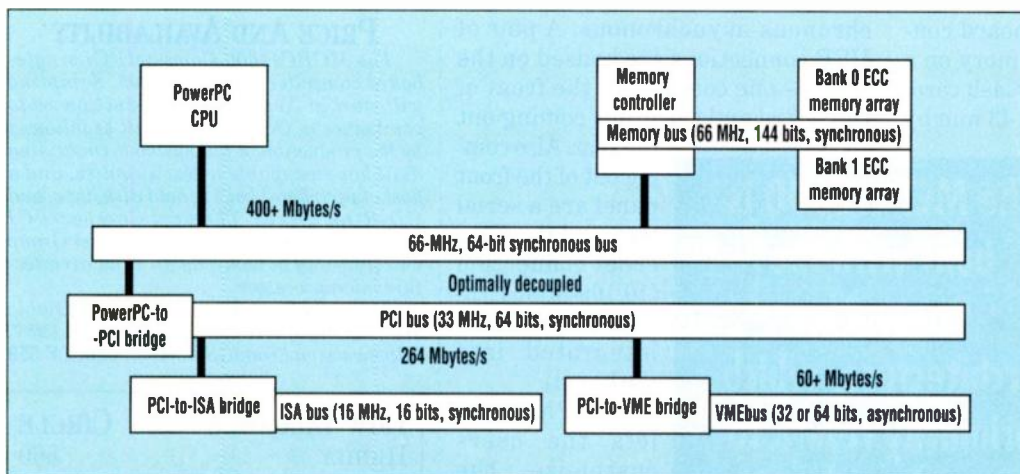 PRICE AND AVAILABILITY
PowerPC
CPU
Memory
controller
Bank 0 ECC
memory array
Memory bus (66 MHz, 144 bits, synchronous)
Bank 1 ECC
memory array
400+ Mbytes/s
66-MHz, 64-bit synchronous bus
Optimally decoupled
PowerPC-to
-PCI bridge
PCI bus (33 MHz, 64 bits, synchronous)
264 Mbytes/s
60+ Mbytes/s
PCI-to-ISA bridge
ISA bus (16 MHz, 16 bits, synchronous)
PCI-to-VME bridge
VMEbus (32 or 64 bits, asynchronous)